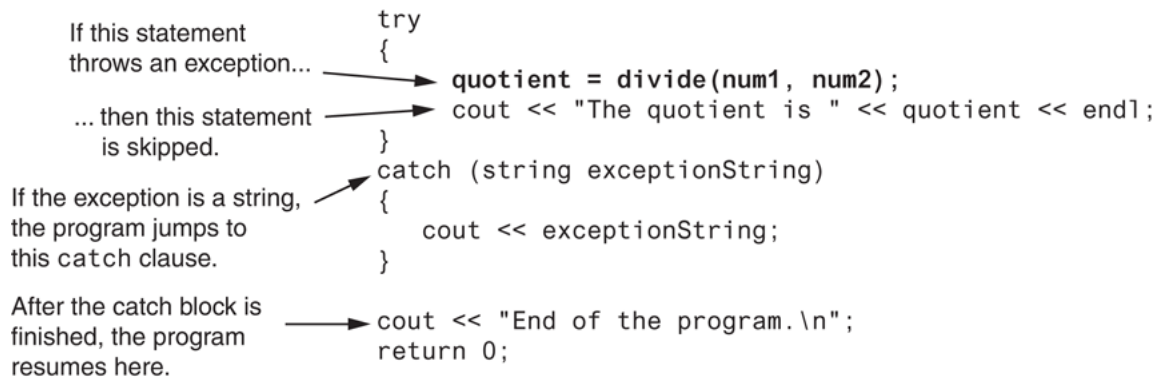 try
If this statement
{
throws an exception...
quotient = divide(num1, num2);
... then this statement
cout << "The quotient is " << quotient << endl;
is skipped.
}
catch (string exceptionString)
If the exception is a string,
{
the program jumps to
cout << exceptionString;
this catch clause.
}
After the catch block is
finished, the program
cout << "End of the program.\n";
resumes here.
return 0;